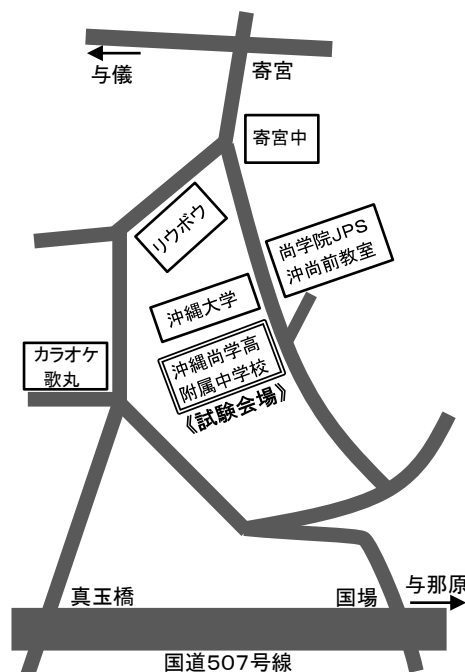 与儀
寄宮
寄宮中
リウボウ
尚学院JPS
沖尚前教室
沖縄大学
沖縄尚学高
附属中学校
《試験会場》
カラオケ
歌丸
真玉橋
国場
与那原
国道507号線